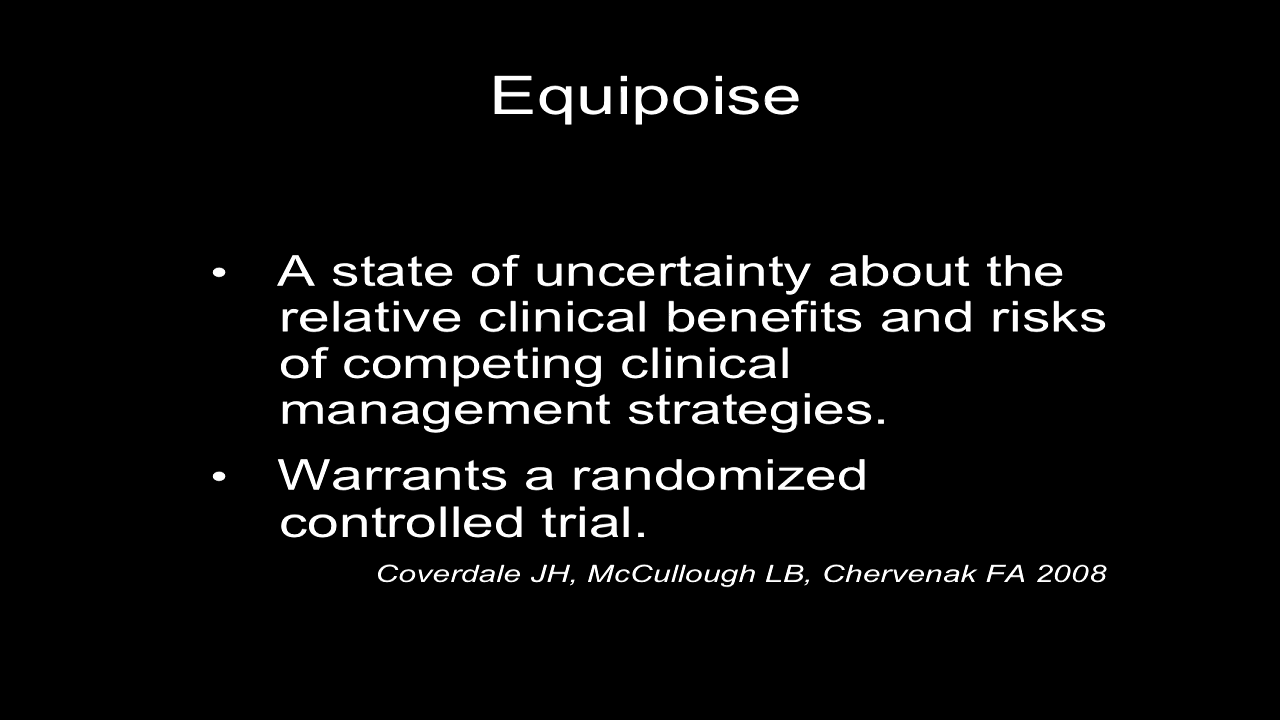 Equipoise
• A state of uncertainty about the
relative clinical benefits and risks
of competing clinical
management strategies.
• Warrants a randomized
controlled trial.
Coverdale JH, McCullough LB, Chervenak FA 2008